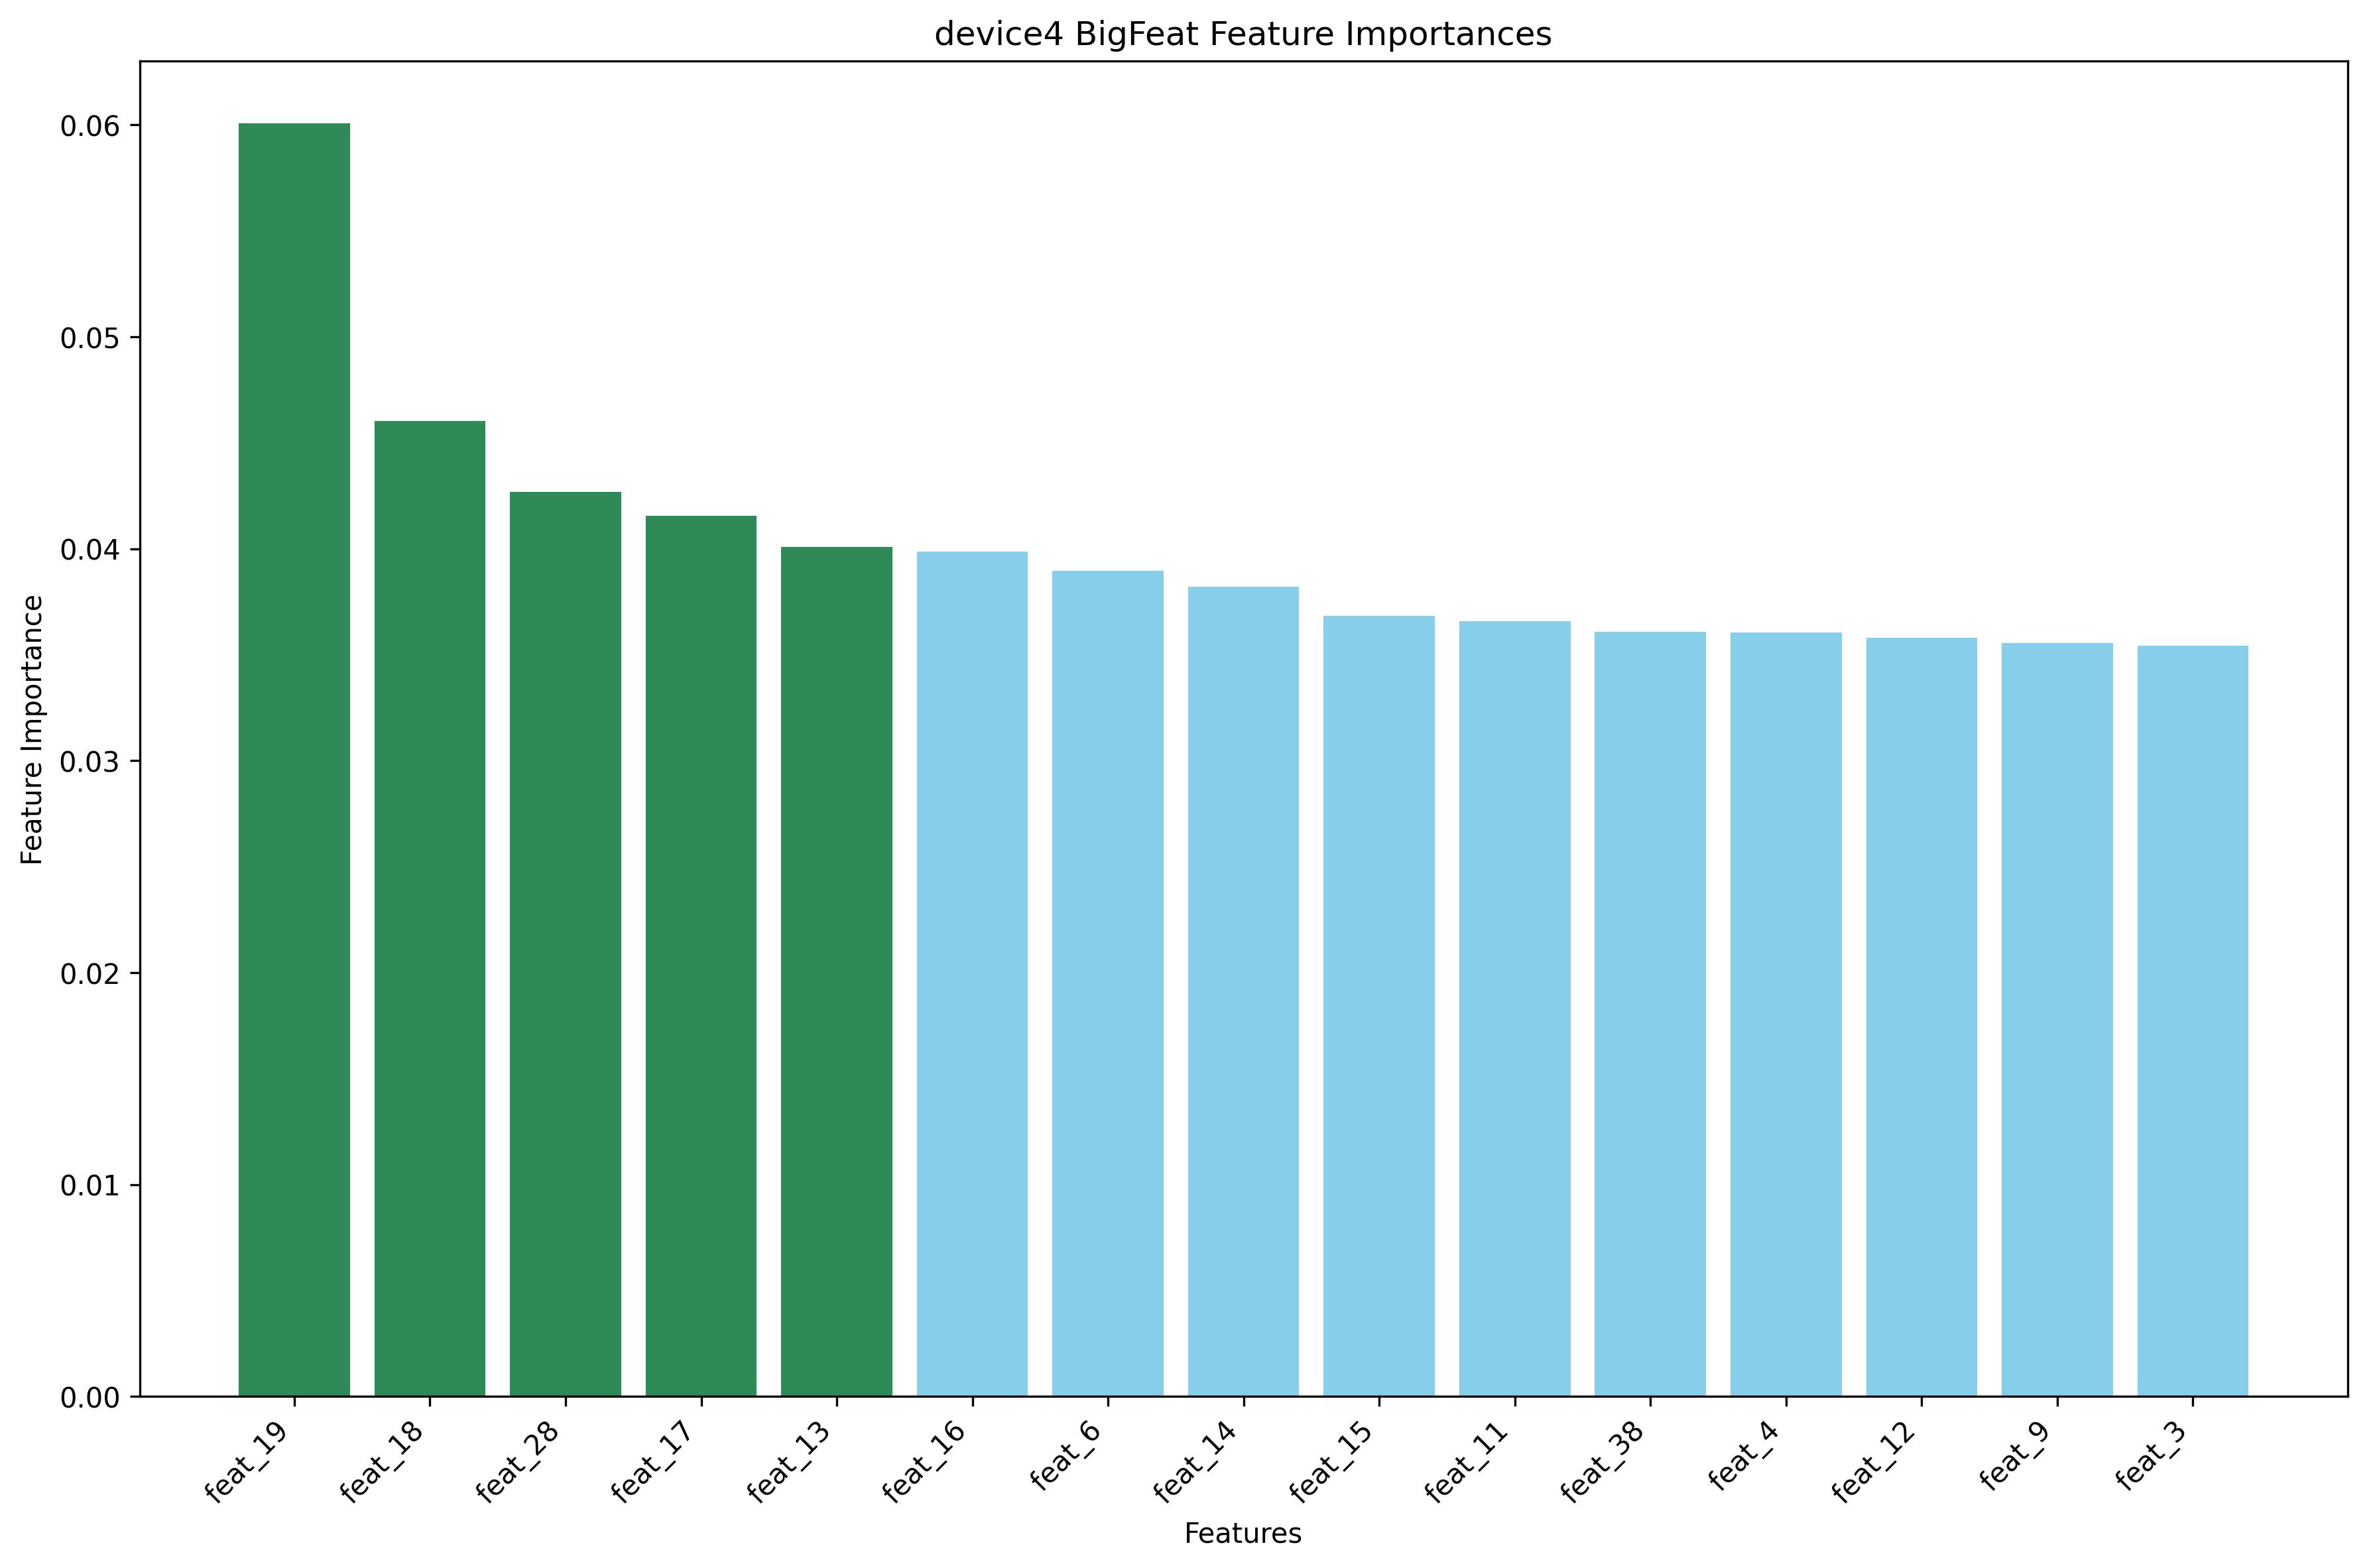 device4 BigFeat Feature Importances
Feature Importance
0.06
0.05
0.04
0.03
0.02
0.01
0.00
feat_19
feat_18
feat_28
feat_17
feat_13
feat_16
feat_6
feat_14
feat_15
feat_11
feat_38
feat_4
feat_12
feat_9
feat_3
Features